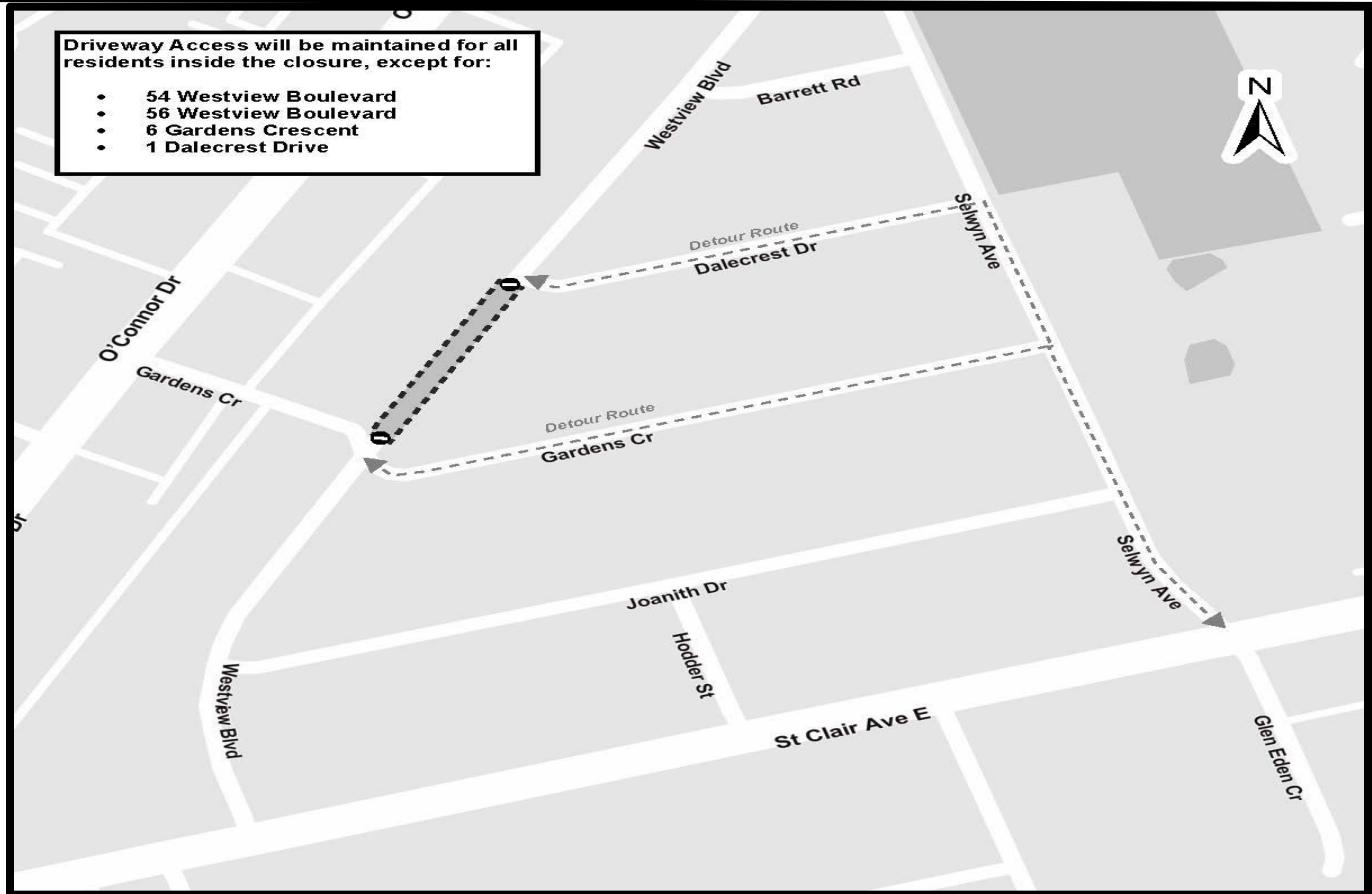 Driveway Access will be maintained for all
residents inside the closure, except for:
• 54 Westview Boulevard
• 56 Westview Boulevard
• 6 Gardens Crescent
• 1 Dalecrest Drive
Westview Blvd
Barrett Rd
N
Selwyn Ave
Detour Route
Dalecrest Dr
O'Connor Dr
Gardens Cr
Detour Route
Gardens Cr
Dr
Joanith Dr
Selwyn Ave
Hodder St
Westview Blvd
St Clair Ave E
Glen Eden Cr